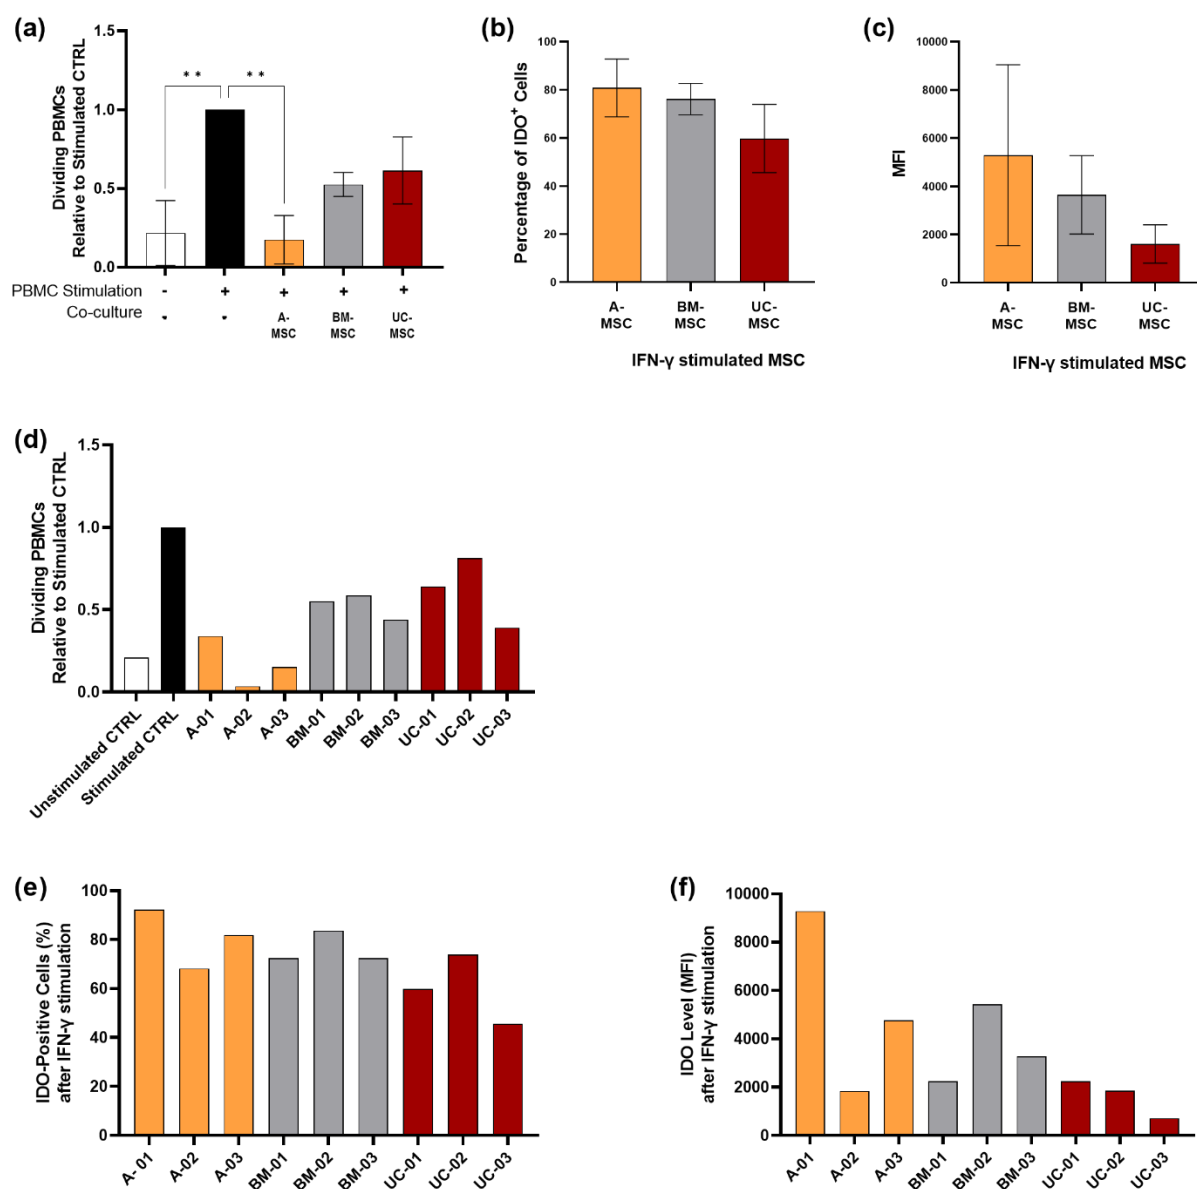 (a)
Dividing PBMCs
Relative to Stimulated CTRL
1.5
1.0
0.5
0.0
** **
PBMC Stimulation - + + + +
Co-culture - - A-MSC BM-MSC UC-MSC
(b)
Percentage of IDO+ Cells
100
80
60
40
20
0
A-MSC BM-MSC UC-MSC
IFN-γ stimulated MSC
(c)
MFI
10000
8000
6000
4000
2000
0
A-MSC BM-MSC UC-MSC
IFN-γ stimulated MSC
(d)
Dividing PBMCs
Relative to Stimulated CTRL
1.5
1.0
0.5
0.0
Unstimulated CTRL
Stimulated CTRL
A-01
A-02
A-03
BM-01
BM-02
BM-03
UC-01
UC-02
UC-03
(e)
IDO-Positive Cells (%)
after IFN-γ stimulation
100
80
60
40
20
0
A- 01
A-02
A-03
BM-01
BM-02
BM-03
UC-01
UC-02
UC-03
(f)
IDO Level (MFI)
after IFN-γ stimulation
10000
8000
6000
4000
2000
0
A-01
A-02
A-03
BM-01
BM-02
BM-03
UC-01
UC-02
UC-03